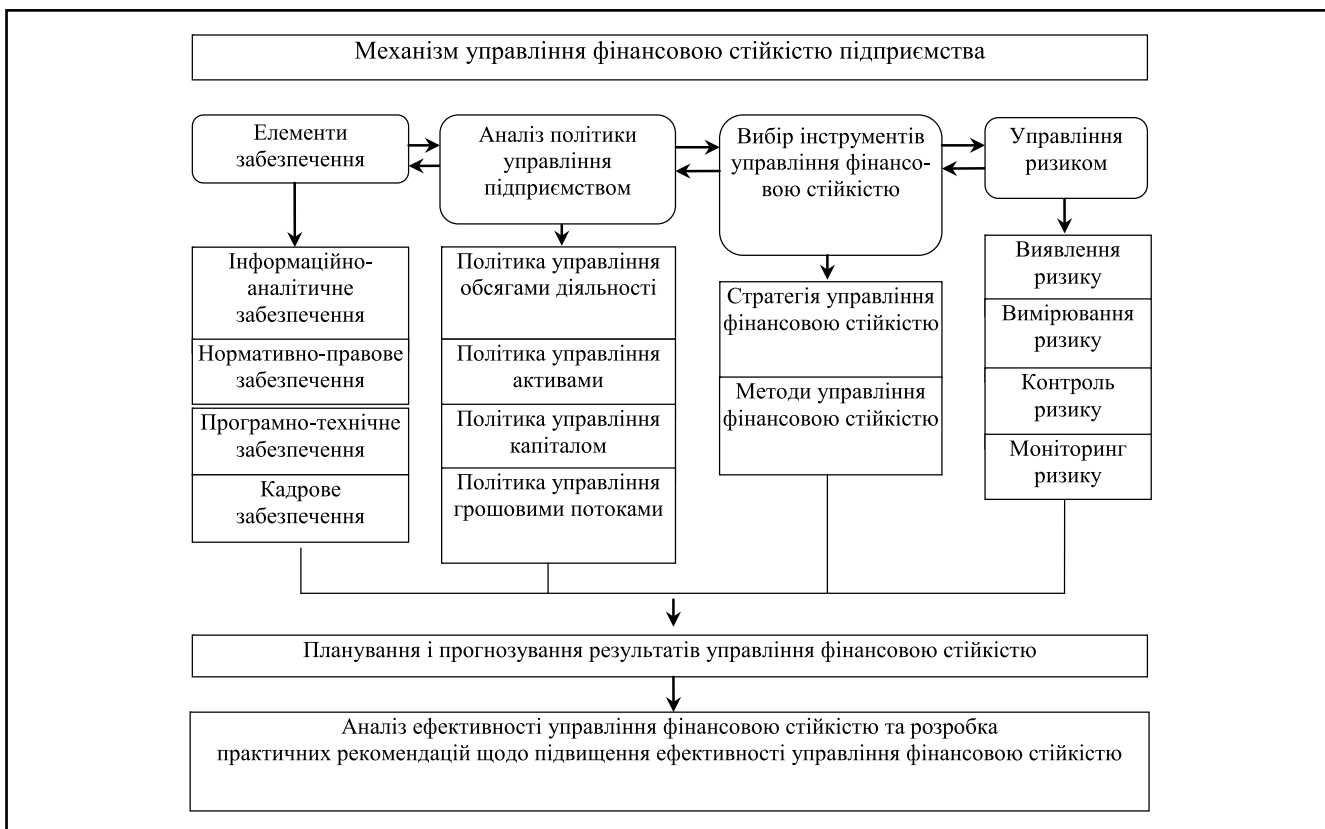 Механізм управління фінансовою стійкістю підприємства
Елементи
забезпечення
Аналіз політики
управління
підприємством
Вибір інструментів
управління фінансо-
вою стійкістю
Управління
ризиком
Інформаційно-
аналітичне
забезпечення
Нормативно-правове
забезпечення
Програмно-технічне
забезпечення
Кадрове
забезпечення
Політика управління
обсягами діяльності
Політика управління
активами
Політика управління
капіталом
Політика управління
грошовими потоками
Стратегія управління
фінансовою стійкістю
Методи управління
фінансовою стійкістю
Виявлення
ризику
Вимірювання
ризику
Контроль
ризику
Моніторинг
ризику
Планування і прогнозування результатів управління фінансовою стійкістю
Аналіз ефективності управління фінансовою стійкістю та розробка
практичних рекомендацій щодо підвищення ефективності управління фінансовою стійкістю